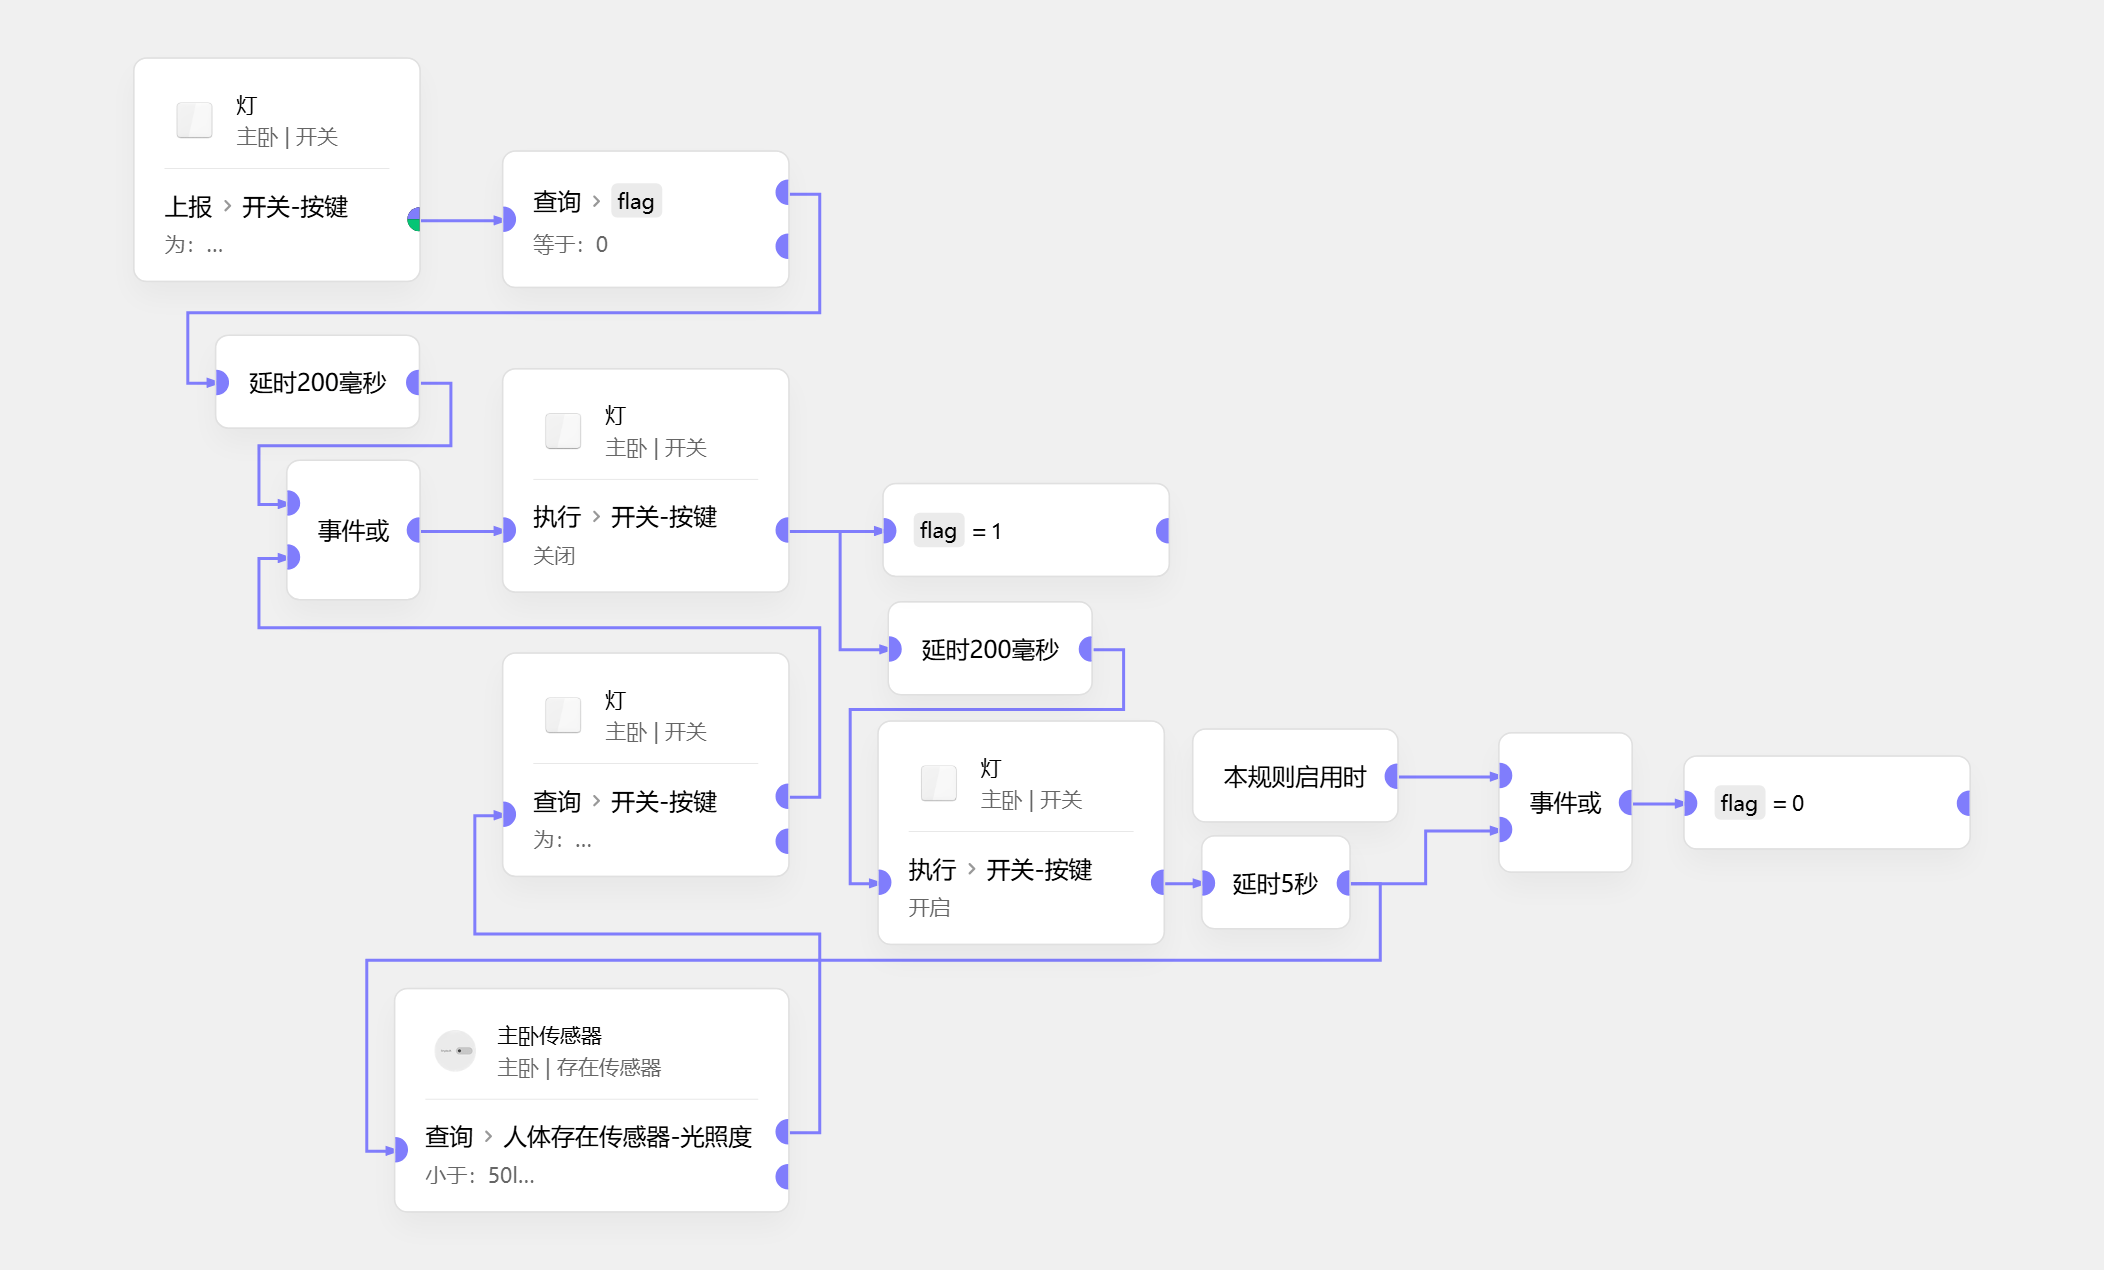 灯
主卧 | 开关
上报 > 开关-按键
为：...
查询 > flag
等于：0
延时200毫秒
事件或
灯
主卧 | 开关
执行 > 开关-按键
关闭
flag = 1
延时200毫秒
灯
主卧 | 开关
查询 > 开关-按键
为：...
灯
主卧 | 开关
执行 > 开关-按键
开启
本规则启用时
延时5秒
事件或
flag = 0
主卧传感器
主卧 | 存在传感器
查询 > 人体存在传感器-光照度
小于：50l...